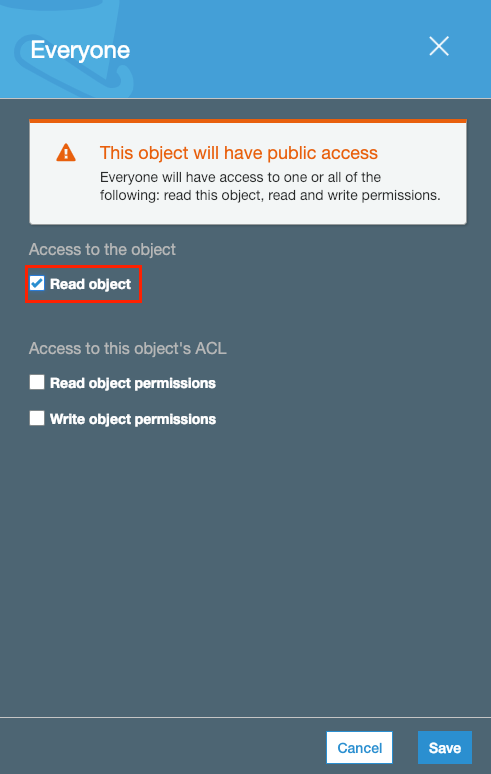 Everyone
This object will have public access
Everyone will have access to one or all of the
following: read this object, read and write permissions.
Access to the object
Read object
Access to this object's ACL
Read object permissions
Write object permissions
Cancel
Save